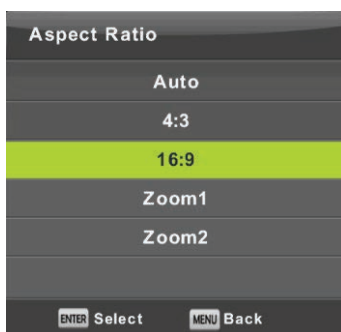 Aspect Ratio
Auto
4:3
16:9
Zoom1
Zoom2
ENTER Select MENU Back